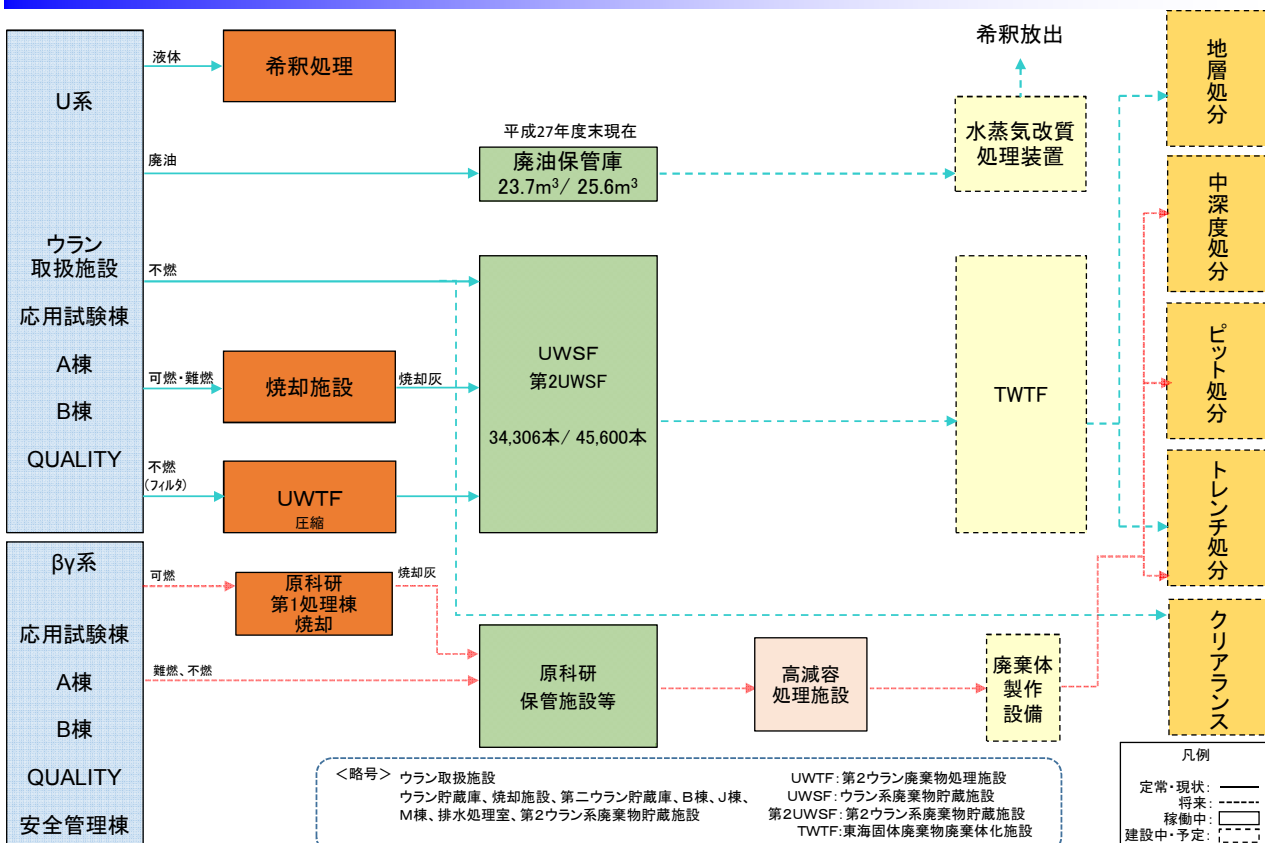 U系
ウラン
取扱施設
応用試験棟
A棟
B棟
QUALITY
液体
希釈処理
廃油
平成27年度末現在
廃油保管庫
23.7m³/ 25.6m³
希釈放出
水蒸気改質
処理装置
不燃
可燃・難燃
焼却施設
焼却灰
不燃
(フィルタ)
UWTF
圧縮
UWSF
第2UWSF
34,306本/ 45,600本
TWTF
βγ系
応用試験棟
A棟
B棟
QUALITY
安全管理棟
可燃
原科研
第1処理棟
焼却
焼却灰
難燃、不燃
原科研
保管施設等
高減容
処理施設
廃棄体
製作
設備
地層処分
中深度処分
ピット処分
トレンチ処分
クリアランス
<略号> ウラン取扱施設
ウラン貯蔵庫、焼却施設、第二ウラン貯蔵庫、B棟、J棟、
M棟、排水処理室、第2ウラン系廃棄物貯蔵施設
UWTF:第2ウラン廃棄物処理施設
UWSF:ウラン系廃棄物貯蔵施設
第2UWSF:第2ウラン系廃棄物貯蔵施設
TWTF:東海固体廃棄物廃棄体化施設
凡例
定常・現状:
将来:
稼働中:
建設中・予定: